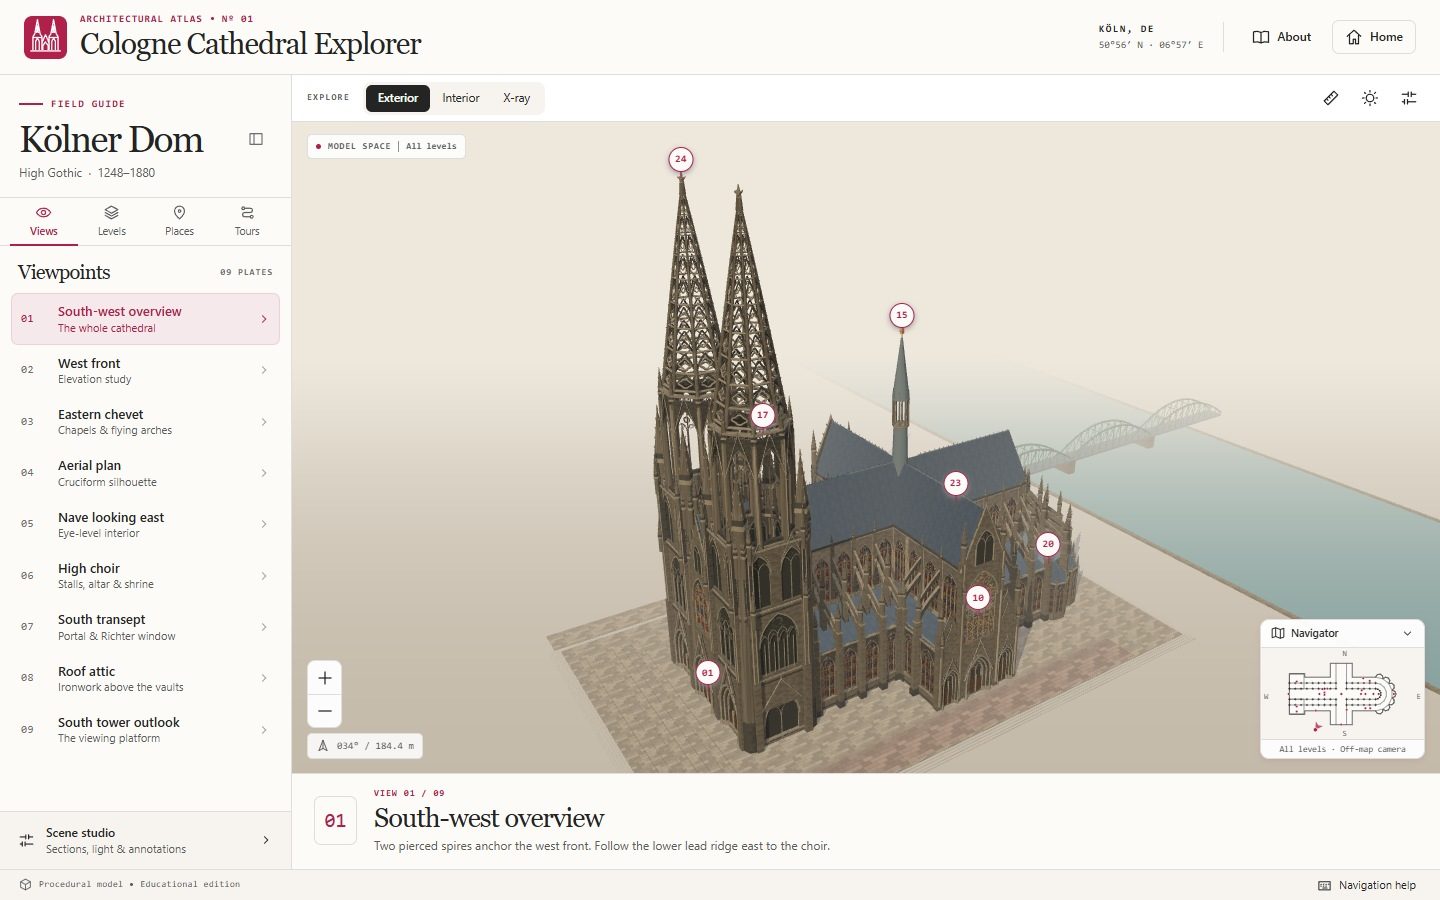 ARCHITECTURAL ATLAS • Nº 01
Cologne Cathedral Explorer
KÖLN, DE
50°56′ N · 06°57′ E
About
Home
FIELD GUIDE
Kölner Dom
High Gothic · 1248–1880
Views
Levels
Places
Tours
Viewpoints
09 PLATES
01
South-west overview
The whole cathedral
02
West front
Elevation study
03
Eastern chevet
Chapels & flying arches
04
Aerial plan
Cruciform silhouette
05
Nave looking east
Eye-level interior
06
High choir
Stalls, altar & shrine
07
South transept
Portal & Richter window
08
Roof attic
Ironwork above the vaults
09
South tower outlook
The viewing platform
Scene studio
Sections, light & annotations
Procedural model • Educational edition
EXPLORE
Exterior
Interior
X-ray
MODEL SPACE | All levels
24
15
17
23
20
10
01
+
−
034° / 184.4 m
Navigator
N
W
E
S
All levels · Off-map camera
01
VIEW 01 / 09
South-west overview
Two pierced spires anchor the west front. Follow the lower lead ridge east to the choir.
Navigation help